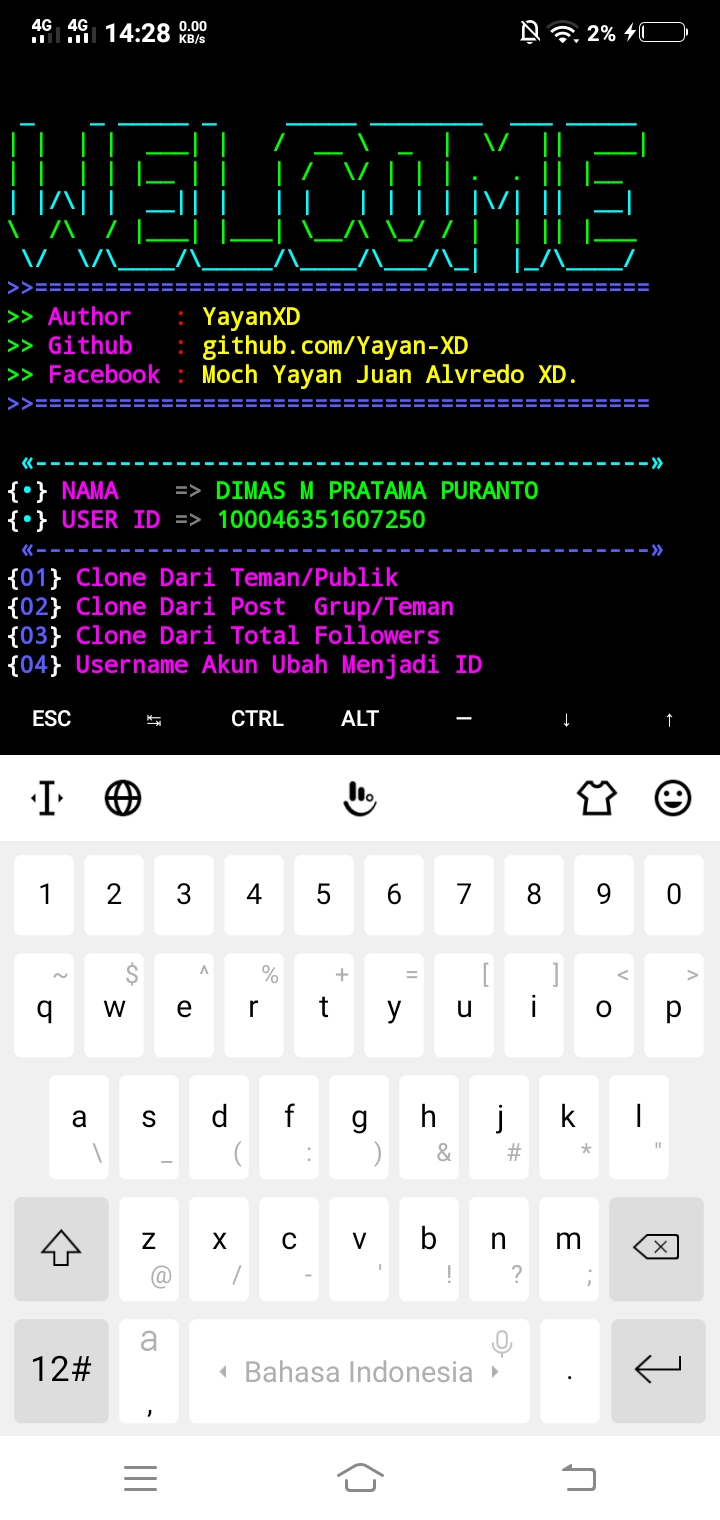 4G 4G 14:28 0.00 KB/s 2%
WELCOME
>>============================================
>> Author : YayanXD
>> Github : github.com/Yayan-XD
>> Facebook : Moch Yayan Juan Alvredo XD.
>>============================================
«--------------------------------------------»
{•} NAMA => DIMAS M PRATAMA PURANTO
{•} USER ID => 100046351607250
«--------------------------------------------»
{01} Clone Dari Teman/Publik
{02} Clone Dari Post  Grup/Teman
{03} Clone Dari Total Followers
{04} Username Akun Ubah Menjadi ID
ESC ↹ CTRL ALT — ↓ ↑
1 2 3 4 5 6 7 8 9 0
~ $ ^ % + = [ ] < >
q w e r t y u i o p
a s d f g h j k l
\ _ ( : ) & # * "
z x c v b n m
@ / - ' ! ? ;
12# a , Bahasa Indonesia .